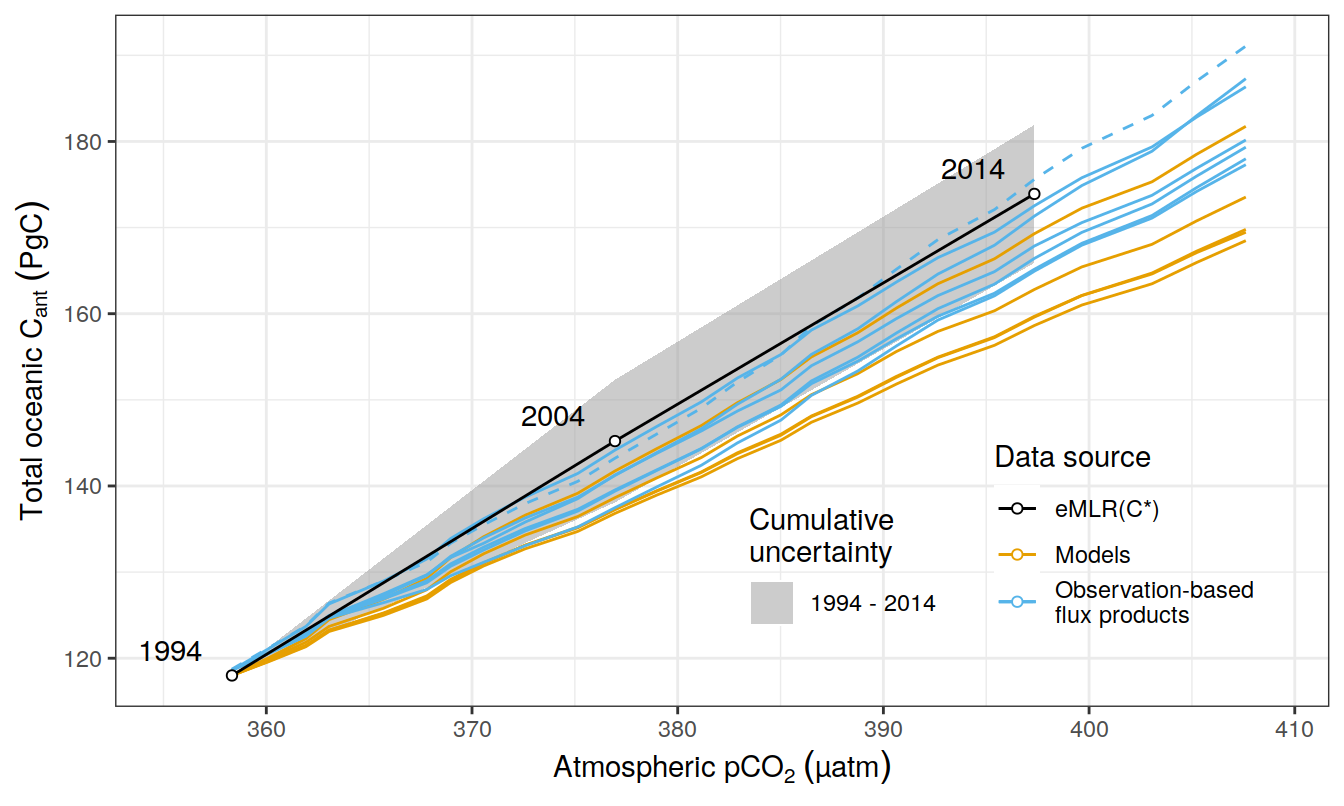 Total oceanic Cant (PgC)
180
160
140
120
2014
2004
1994
Data source
eMLR(C*)
Models
Observation-based
flux products
Cumulative
uncertainty
1994 - 2014
360
370
380
390
400
410
Atmospheric pCO₂ (µatm)